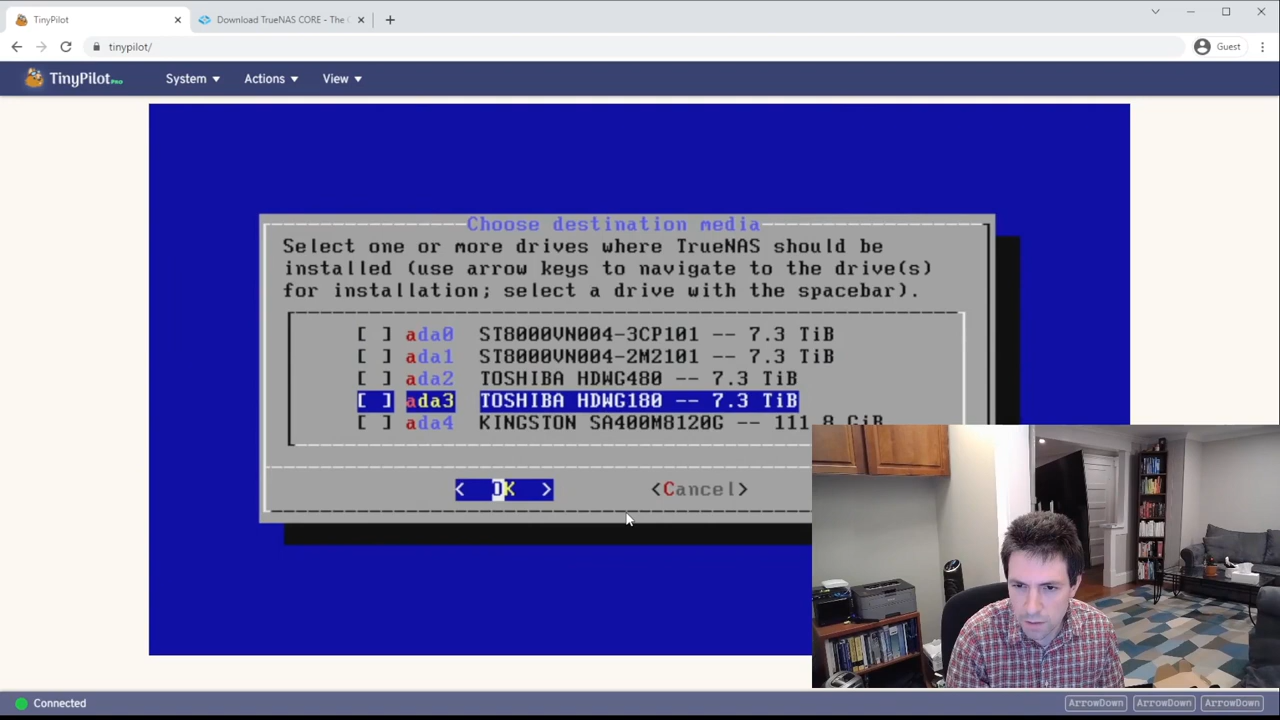 TinyPilot
Download TrueNAS CORE - The
tinypilot/
Guest
TinyPilot PRO
System
Actions
View
Choose destination media
Select one or more drives where TrueNAS should be
installed (use arrow keys to navigate to the drive(s)
for installation; select a drive with the spacebar).
[ ] ada0 ST8000VN004-3CP101 -- 7.3 TiB
[ ] ada1 ST8000VN004-2M2101 -- 7.3 TiB
[ ] ada2 TOSHIBA HDWG480 -- 7.3 TiB
[ ] ada3 TOSHIBA HDWG180 -- 7.3 TiB
[ ] ada4 KINGSTON SA400M8120G -- 111.8 GiB
< OK > <Cancel>
Connected
ArrowDown ArrowDown ArrowDown